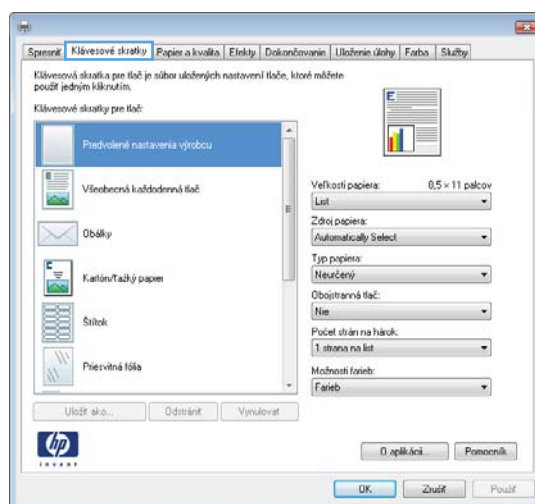 Spresniť Klávesové skratky Papier a kvalita Efekty Dokončovanie Uloženie úlohy Farba Služby
Klávesová skratka pre tlač je súbor uložených nastavení tlače, ktoré môžete
použiť jedným kliknutím.
Klávesové skratky pre tlač:
Predvolené nastavenia výrobcu
Všeobecná každodenná tlač
Obálky
Kartón/Ťažký papier
Štítok
Priesvitná fólia
Uložiť ako...
Odstrániť
Vynulovať
E
Veľkosti papiera: 8,5 × 11 palcov
List
Zdroj papiera:
Automatically Select
Typ papiera:
Neurčený
Obojstranná tlač:
Nie
Počet strán na hárok:
1 strana na list
Možnosti farieb:
Farieb
hp
invent
O aplikácii...
Pomocník
OK
Zrušiť
Použiť